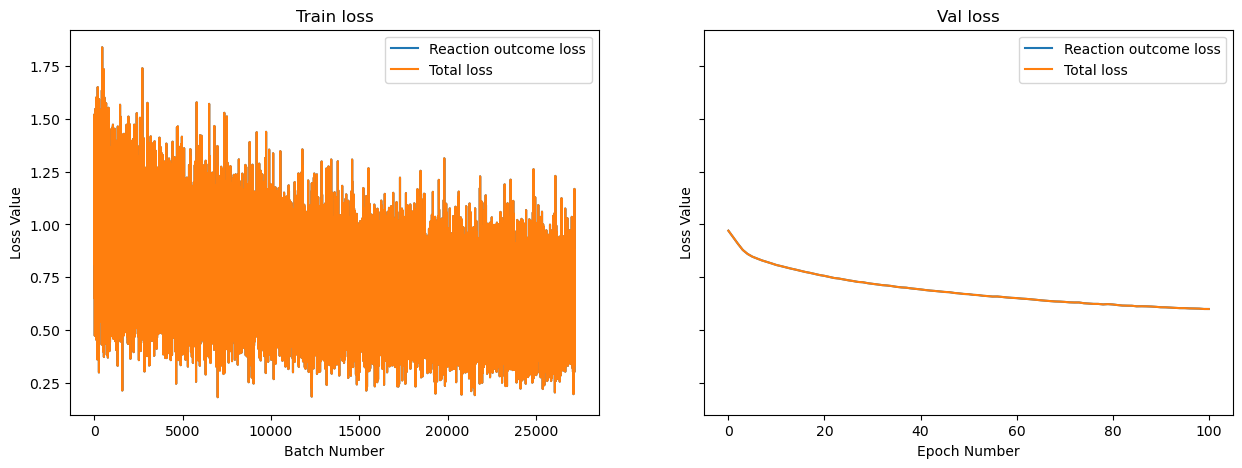 Train loss
Reaction outcome loss
Total loss
1.75
1.50
1.25
1.00
0.75
0.50
0.25
Loss Value
0
5000
10000
15000
20000
25000
Batch Number
Val loss
Reaction outcome loss
Total loss
Loss Value
0
20
40
60
80
100
Epoch Number